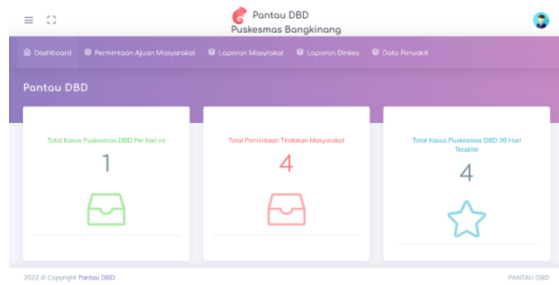 Pantau DBD
Puskesmas Bangkinang
Dashboard Permintaan Ajuan Masyarakat Laporan Masyrakat Laporan Dinkes Data Penyakit
Pantau DBD
Total Kasus Puskesmas DBD Per hari ini
1
Total Permintaan Tindakan Masyarakat
4
Total Kasus Puskesmas DBD 30 Hari
Terakhir
4
2022 © Copyright Pantau DBD
PANTAU DBD